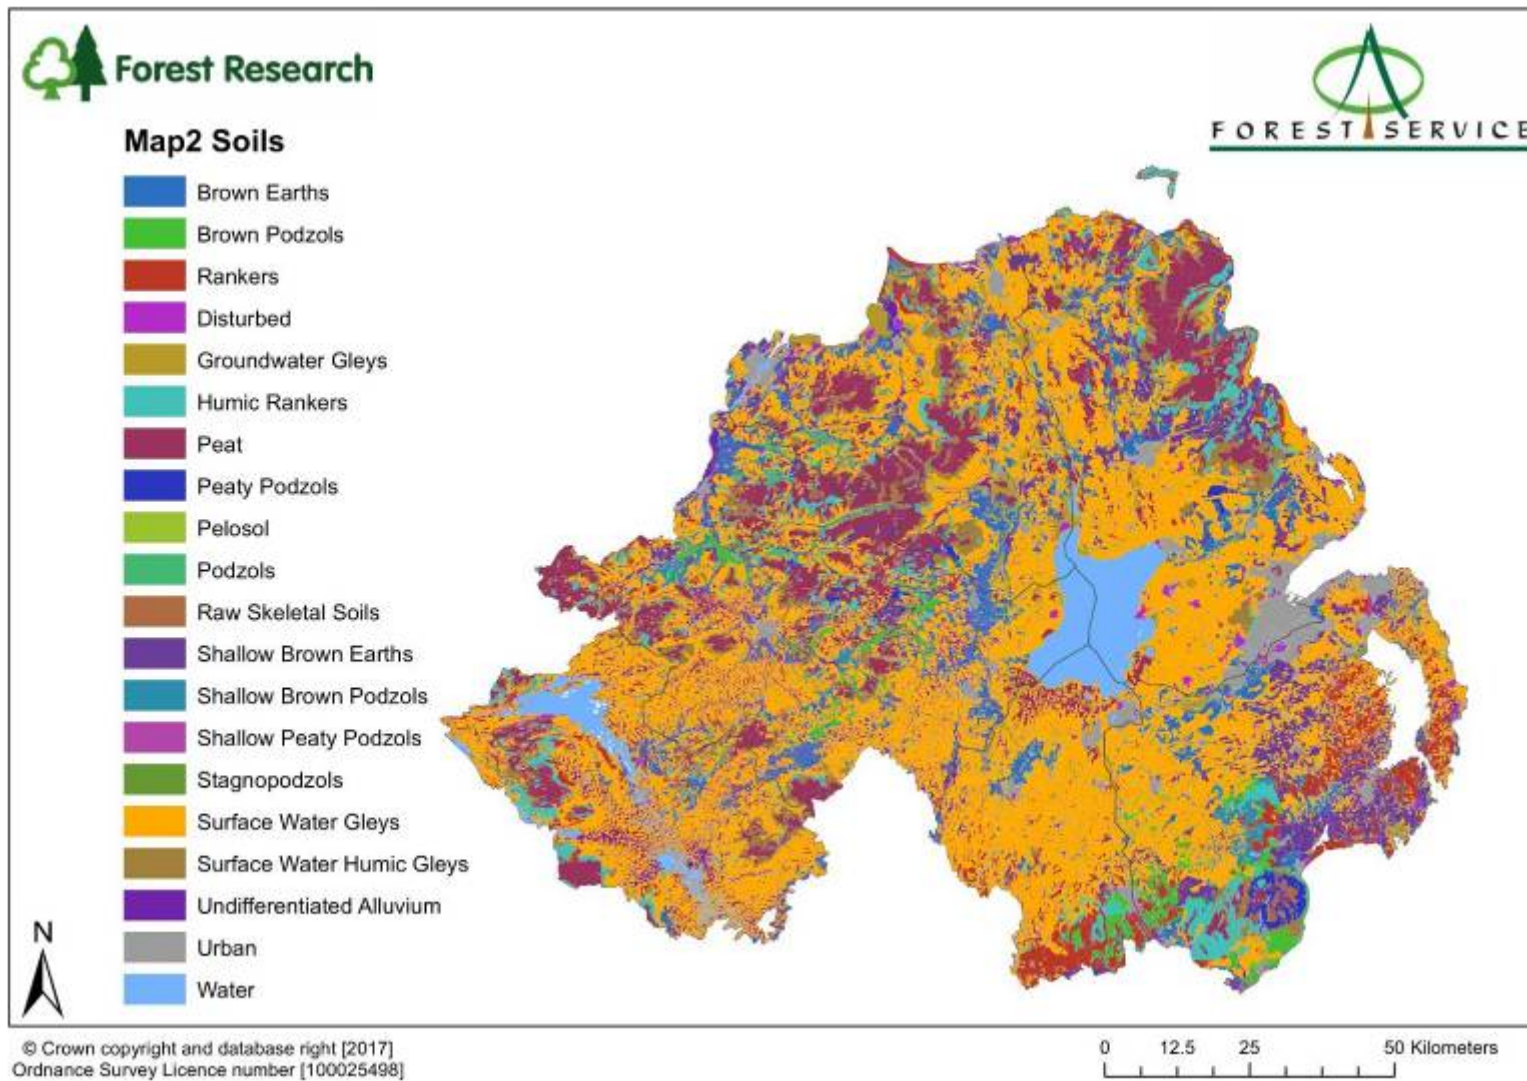 Forest Research
FOREST SERVICE
Map2 Soils
Brown Earths
Brown Podzols
Rankers
Disturbed
Groundwater Gleys
Humic Rankers
Peat
Peaty Podzols
Pelosol
Podzols
Raw Skeletal Soils
Shallow Brown Earths
Shallow Brown Podzols
Shallow Peaty Podzols
Stagnopodzols
Surface Water Gleys
Surface Water Humic Gleys
Undifferentiated Alluvium
Urban
Water
N
© Crown copyright and database right [2017]
Ordnance Survey Licence number [100025498]
0 12.5 25 50 Kilometers